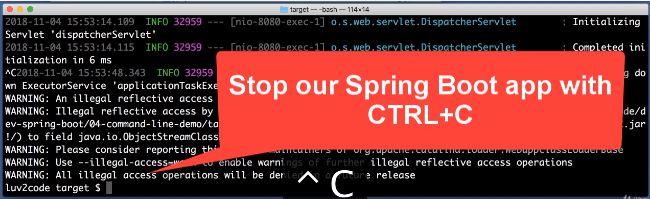 target — -bash — 114×14
2018-11-04 15:53:14.109 INFO 32959 --- [nio-8080-exec-1] o.s.web.servlet.DispatcherServlet : Initializing
Servlet 'dispatcherServlet'
2018-11-04 15:53:14.115 INFO 32959 --- [nio-8080-exec-1] o.s.web.servlet.DispatcherServlet : Completed ini
tialization in 6 ms
^C2018-11-04 15:53:48.343 INFO 32959 do
wn ExecutorService 'applicationTaskExe
WARNING: An illegal reflective access
WARNING: Illegal reflective access by
ev-spring-boot/04-command-line-demo/ta .jar
!/) to field java.io.ObjectStreamClass
WARNING: Please consider reporting thi
WARNING: Use --illegal-access= to enable warnings of further illegal reflective access operations
WARNING: All illegal access operations will be release
luv2code target $
Stop our Spring Boot app with
CTRL+C
^ C